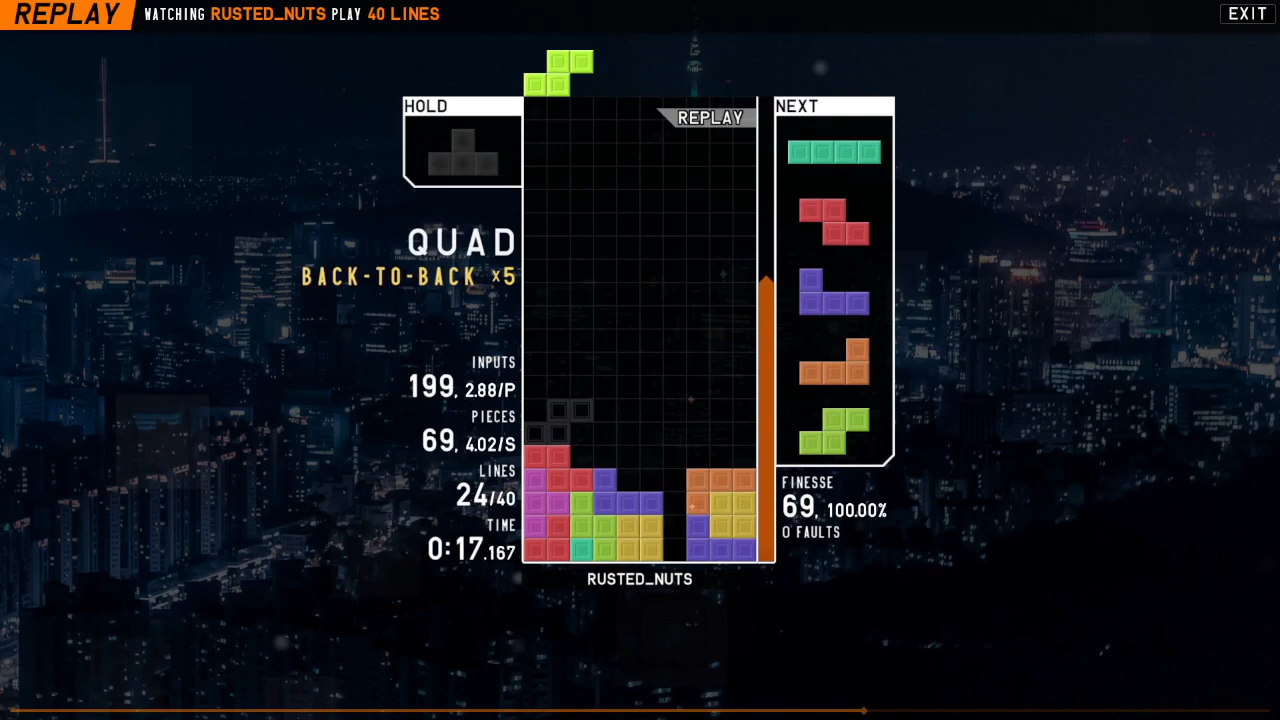 REPLAY WATCHING RUSTED_NUTS PLAY 40 LINES EXIT
HOLD
REPLAY
NEXT
QUAD
BACK-TO-BACK ×5
INPUTS
199, 2.88/P
PIECES
69, 4.02/S
LINES
24/40
TIME
0:17.167
FINESSE
69, 100.00%
0 FAULTS
RUSTED_NUTS